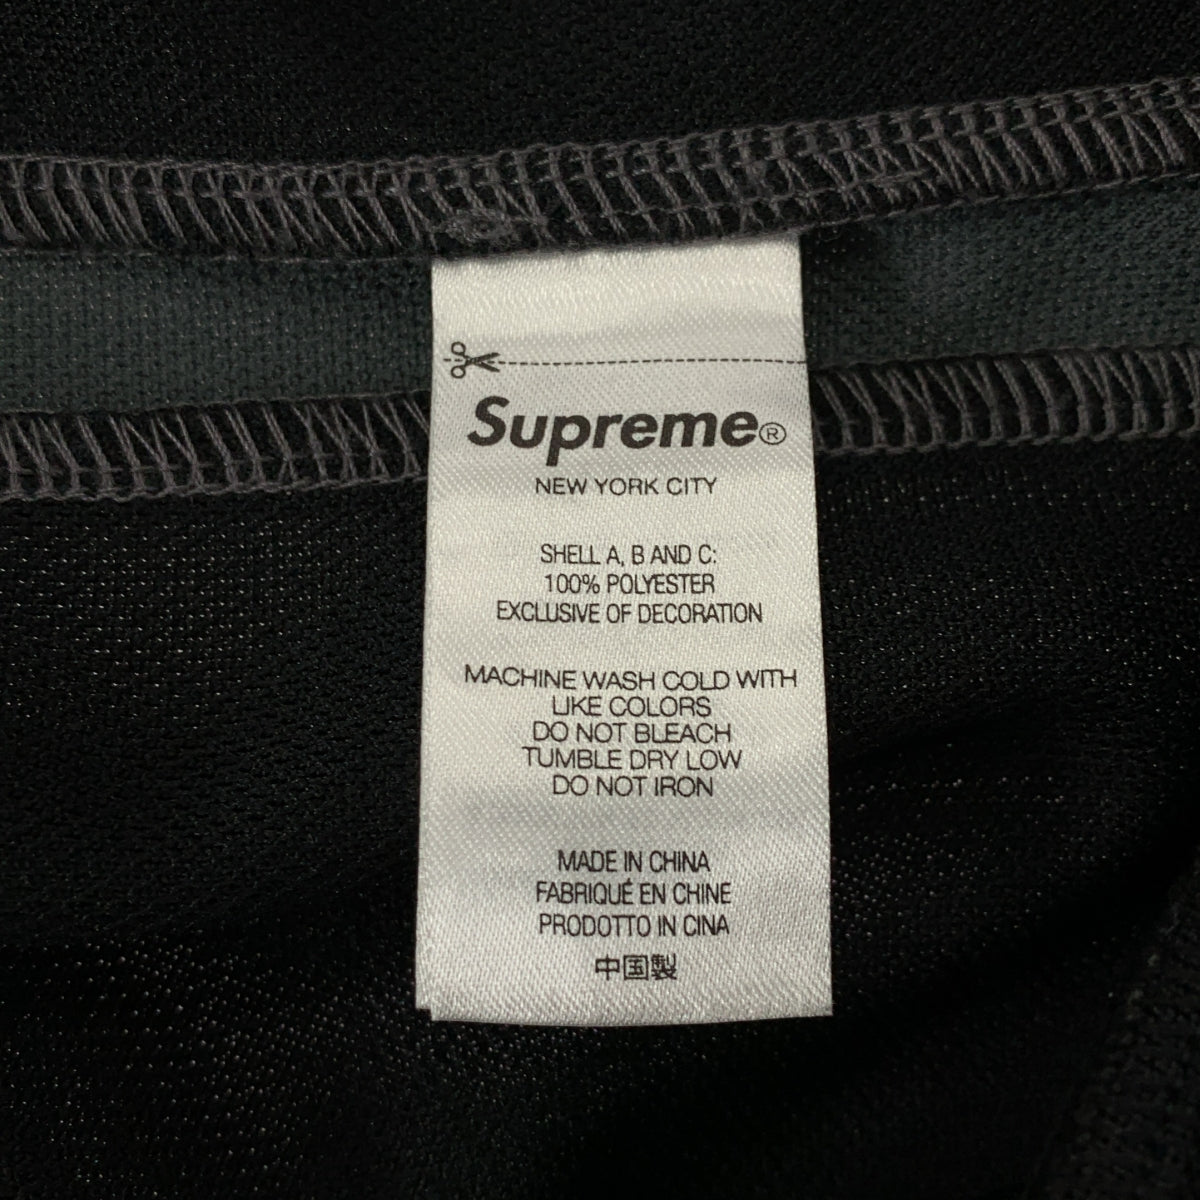 Supreme®
NEW YORK CITY
SHELL A, B AND C:
100% POLYESTER
EXCLUSIVE OF DECORATION
MACHINE WASH COLD WITH
LIKE COLORS
DO NOT BLEACH
TUMBLE DRY LOW
DO NOT IRON
MADE IN CHINA
FABRIQUÉ EN CHINE
PRODOTTO IN CINA
中国製